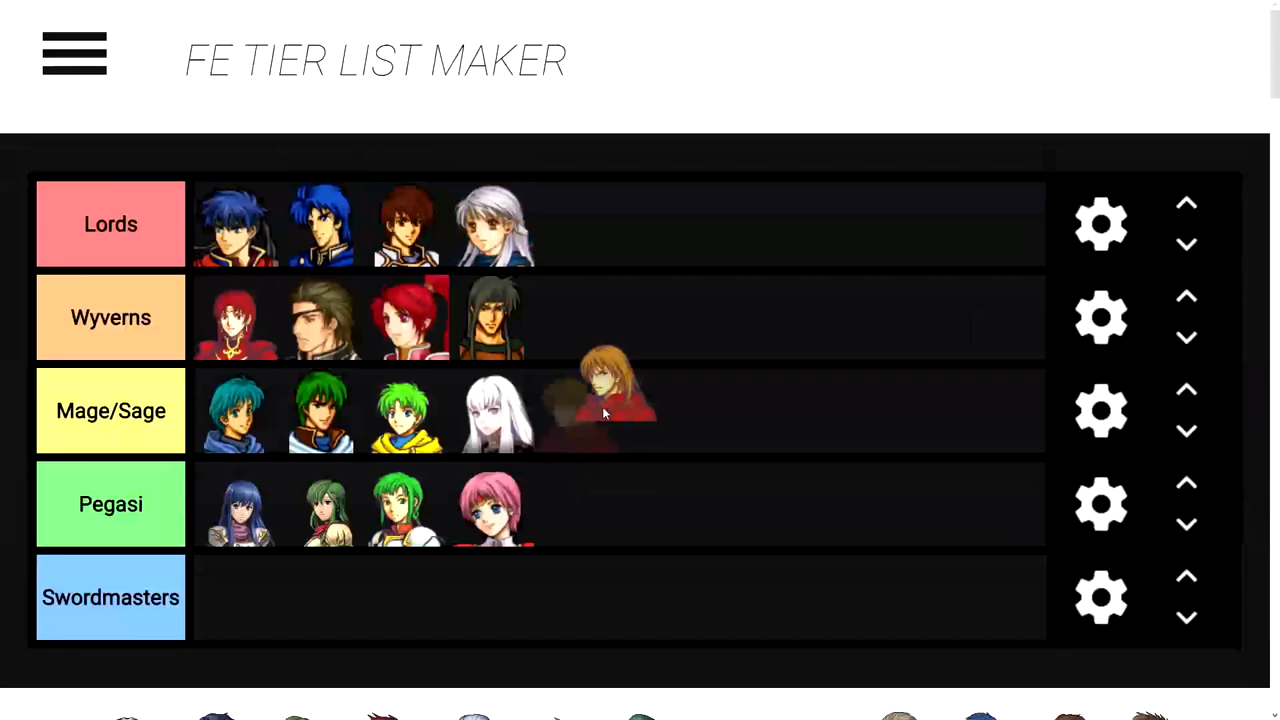 FE TIER LIST MAKER
Lords
Wyverns
Mage/Sage
Pegasi
Swordmasters